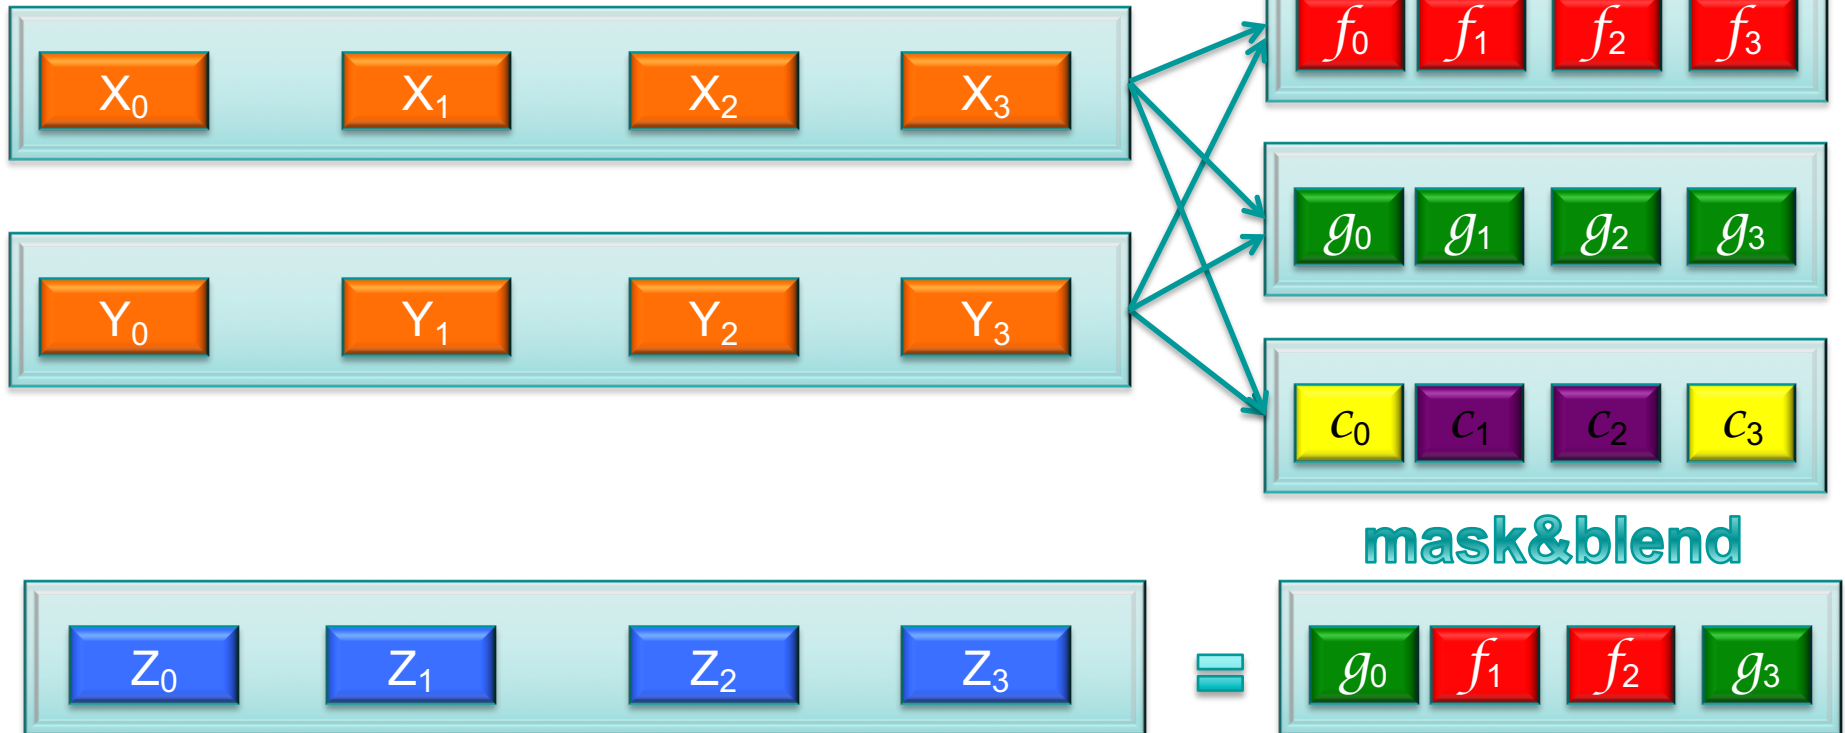 X₀ X₁ X₂ X₃
f₀ f₁ f₂ f₃
Y₀ Y₁ Y₂ Y₃
g₀ g₁ g₂ g₃
c₀ c₁ c₂ c₃
mask&blend
Z₀ Z₁ Z₂ Z₃ = g₀ f₁ f₂ g₃